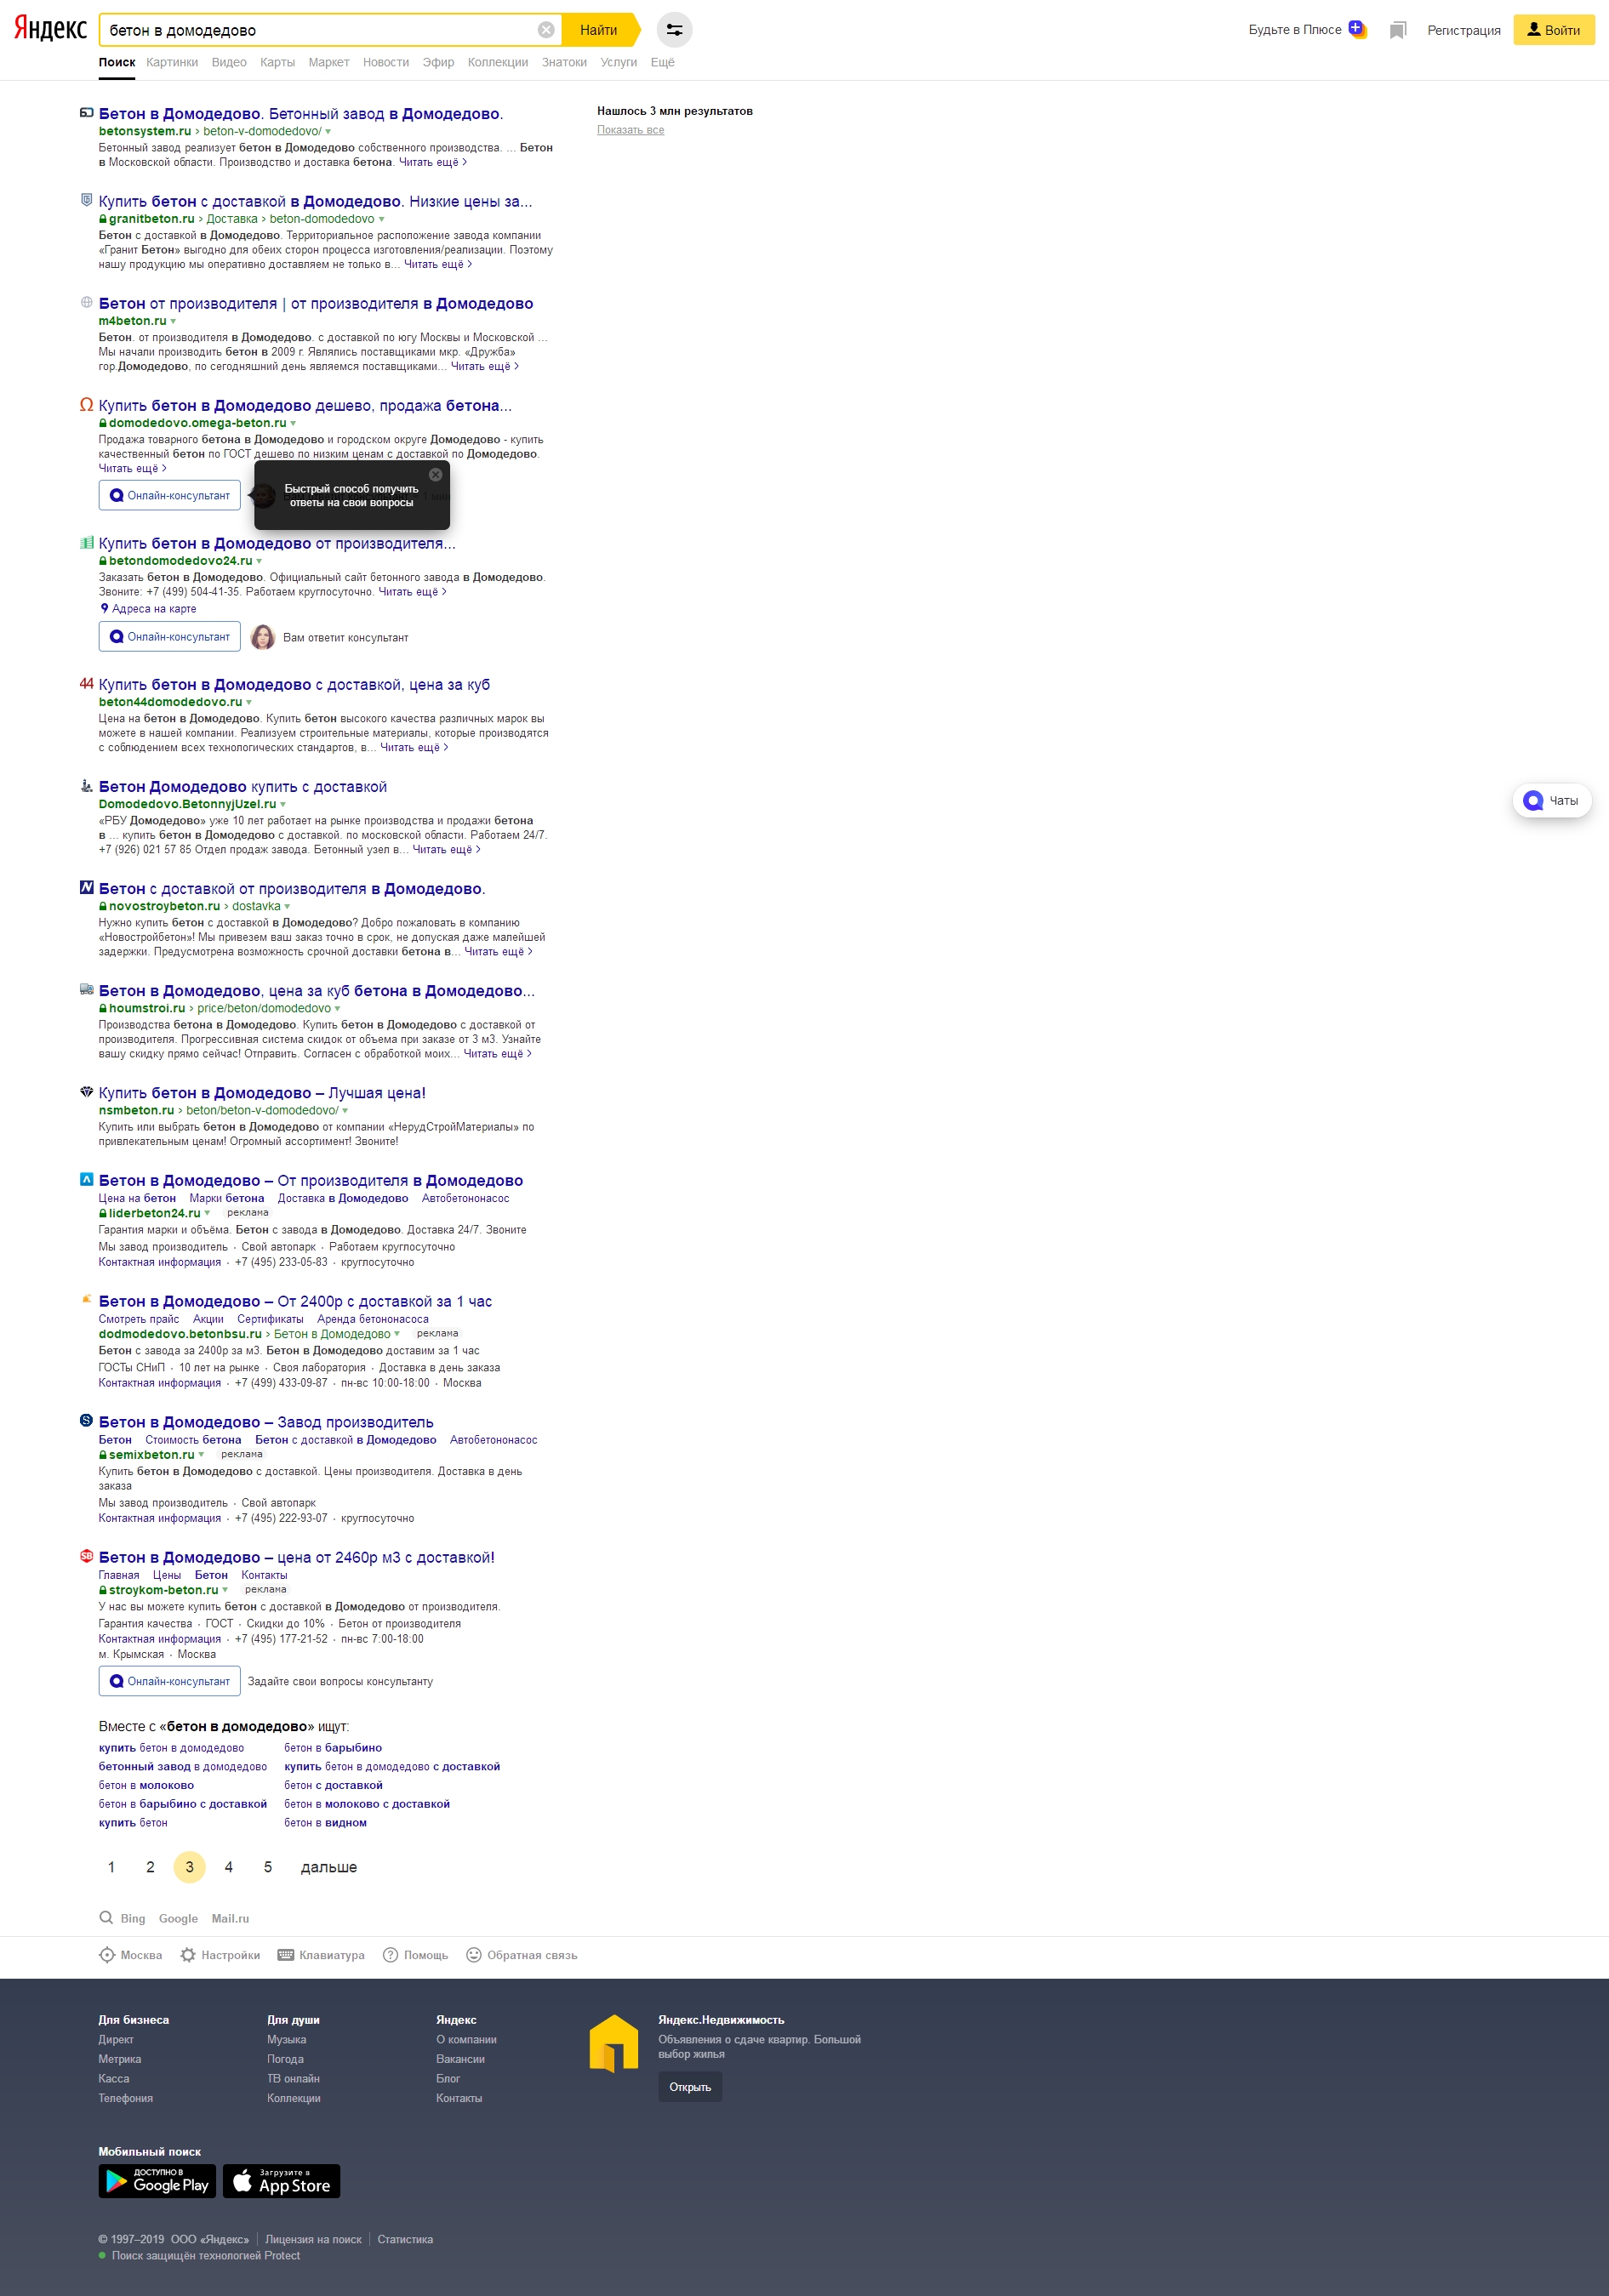 Яндекс
бетон в домодедово
Найти
Будьте в Плюсе
Регистрация
Войти
Поиск Картинки Видео Карты Маркет Новости Эфир Коллекции Знатоки Услуги Ещё
Бетон в Домодедово. Бетонный завод в Домодедово.
betonsystem.ru › beton-v-domodedovo/
Бетонный завод реализует бетон в Домодедово собственного производства. ... Бетон
в Московской области. Производство и доставка бетона. Читать ещё >
Нашлось 3 млн результатов
Показать все
Купить бетон с доставкой в Домодедово. Низкие цены за...
granitbeton.ru › Доставка › beton-domodedovo
Бетон с доставкой в Домодедово. Территориальное расположение завода компании
«Гранит Бетон» выгодно для обеих сторон процесса изготовления/реализации. Поэтому
нашу продукцию мы оперативно доставляем не только в... Читать ещё >
Бетон от производителя | от производителя в Домодедово
m4beton.ru
Бетон. от производителя в Домодедово. с доставкой по югу Москвы и Московской ...
Мы начали производить бетон в 2009 г. Являлись поставщиками мкр. «Дружба»
гор.Домодедово, по сегодняшний день являемся поставщиками... Читать ещё >
Купить бетон в Домодедово дешево, продажа бетона...
domodedovo.omega-beton.ru
Продажа товарного бетона в Домодедово и городском округе Домодедово - купить
качественный бетон по ГОСТ дешево по низким ценам с доставкой по Домодедово.
Читать ещё >
Онлайн-консультант
Быстрый способ получить
ответы на свои вопросы
Купить бетон в Домодедово от производителя...
betondomodedovo24.ru
Заказать бетон в Домодедово. Официальный сайт бетонного завода в Домодедово.
Звоните: +7 (499) 504-41-35. Работаем круглосуточно. Читать ещё >
Адреса на карте
Онлайн-консультант Вам ответит консультант
44
Купить бетон в Домодедово с доставкой, цена за куб
beton44domodedovo.ru
Цена на бетон в Домодедово. Купить бетон высокого качества различных марок вы
можете в нашей компании. Реализуем строительные материалы, которые производятся
с соблюдением всех технологических стандартов, в... Читать ещё >
Бетон Домодедово купить с доставкой
Domodedovo.BetonnyjUzel.ru
«РБУ Домодедово» уже 10 лет работает на рынке производства и продажи бетона
в ... купить бетон в Домодедово с доставкой. по московской области. Работаем 24/7.
+7 (926) 021 57 85 Отдел продаж завода. Бетонный узел в... Читать ещё >
Чаты
Бетон с доставкой от производителя в Домодедово.
novostroybeton.ru › dostavka
Нужно купить бетон с доставкой в Домодедово? Добро пожаловать в компанию
«Новостройбетон»! Мы привезем ваш заказ точно в срок, не допуская даже малейшей
задержки. Предусмотрена возможность срочной доставки бетона в... Читать ещё >
Бетон в Домодедово, цена за куб бетона в Домодедово...
houmstroi.ru › price/beton/domodedovo
Производства бетона в Домодедово. Купить бетон в Домодедово с доставкой от
производителя. Прогрессивная система скидок от объема при заказе от 3 м3. Узнайте
вашу скидку прямо сейчас! Отправить. Согласен с обработкой моих... Читать ещё >
Купить бетон в Домодедово – Лучшая цена!
nsmbeton.ru › beton/beton-v-domodedovo/
Купить или выбрать бетон в Домодедово от компании «НерудСтройМатериалы» по
привлекательным ценам! Огромный ассортимент! Звоните!
Бетон в Домодедово – От производителя в Домодедово
Цена на бетон Марки бетона Доставка в Домодедово Автобетононасос
liderbeton24.ru реклама
Гарантия марки и объёма. Бетон с завода в Домодедово. Доставка 24/7. Звоните
Мы завод производитель · Свой автопарк · Работаем круглосуточно
Контактная информация · +7 (495) 233-05-83 · круглосуточно
Бетон в Домодедово – От 2400р с доставкой за 1 час
Смотреть прайс Акции Сертификаты Аренда бетононасоса
dodmodedovo.betonbsu.ru › Бетон в Домодедово реклама
Бетон с завода за 2400р за м3. Бетон в Домодедово доставим за 1 час
ГОСТы СНиП · 10 лет на рынке · Своя лаборатория · Доставка в день заказа
Контактная информация · +7 (499) 433-09-87 · пн-вс 10:00-18:00 · Москва
Бетон в Домодедово – Завод производитель
Бетон Стоимость бетона Бетон с доставкой в Домодедово Автобетононасос
semixbeton.ru реклама
Купить бетон в Домодедово с доставкой. Цены производителя. Доставка в день
заказа
Мы завод производитель · Свой автопарк
Контактная информация · +7 (495) 222-93-07 · круглосуточно
SB
Бетон в Домодедово – цена от 2460р м3 с доставкой!
Главная Цены Бетон Контакты
stroykom-beton.ru реклама
У нас вы можете купить бетон с доставкой в Домодедово от производителя.
Гарантия качества · ГОСТ · Скидки до 10% · Бетон от производителя
Контактная информация · +7 (495) 177-21-52 · пн-вс 7:00-18:00
м. Крымская · Москва
Онлайн-консультант Задайте свои вопросы консультанту
Вместе с «бетон в домодедово» ищут:
купить бетон в домодедово бетон в барыбино
бетонный завод в домодедово купить бетон в домодедово с доставкой
бетон в молоково бетон с доставкой
бетон в барыбино с доставкой бетон в молоково с доставкой
купить бетон бетон в видном
1 2 3 4 5 дальше
Bing Google Mail.ru
Москва Настройки Клавиатура Помощь Обратная связь
Для бизнеса
Директ
Метрика
Касса
Телефония
Для души
Музыка
Погода
ТВ онлайн
Коллекции
Яндекс
О компании
Вакансии
Блог
Контакты
Яндекс.Недвижимость
Объявления о сдаче квартир. Большой
выбор жилья
Открыть
Мобильный поиск
ДОСТУПНО В
Google Play
Загрузите в
App Store
© 1997–2019 ООО «Яндекс» Лицензия на поиск Статистика
Поиск защищён технологией Protect